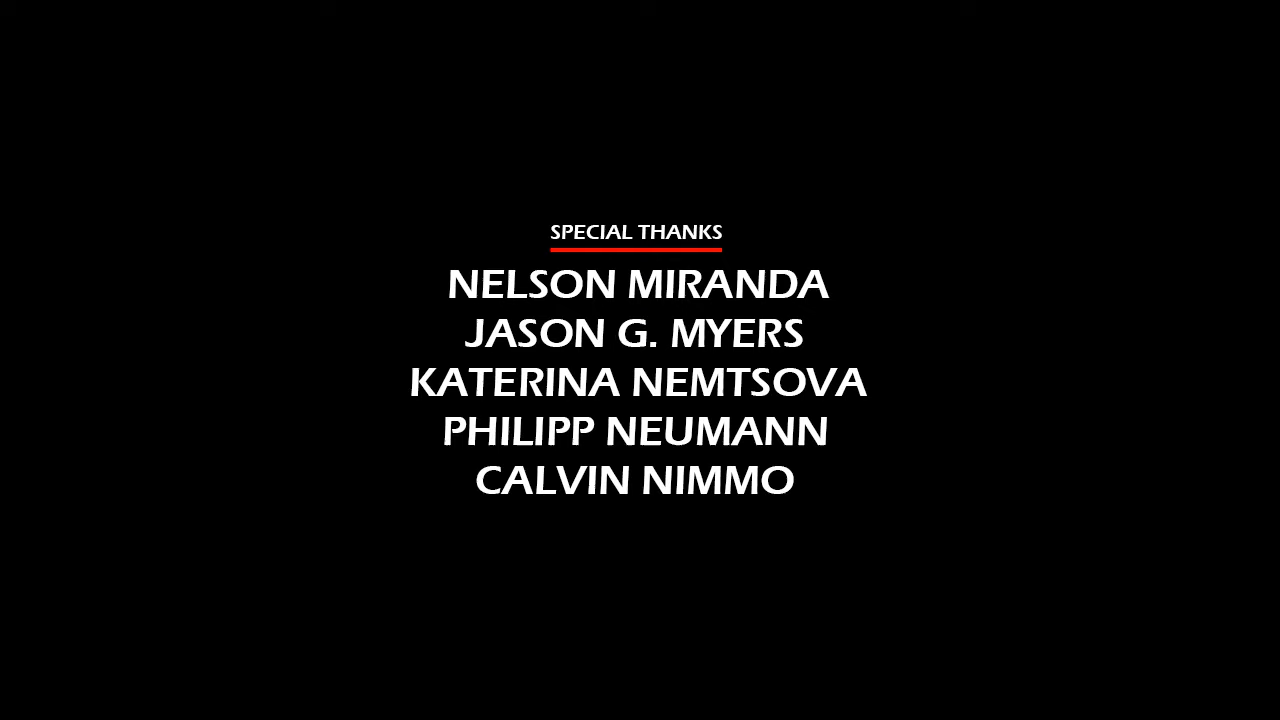 SPECIAL THANKS
NELSON MIRANDA
JASON G. MYERS
KATERINA NEMTSOVA
PHILIPP NEUMANN
CALVIN NIMMO